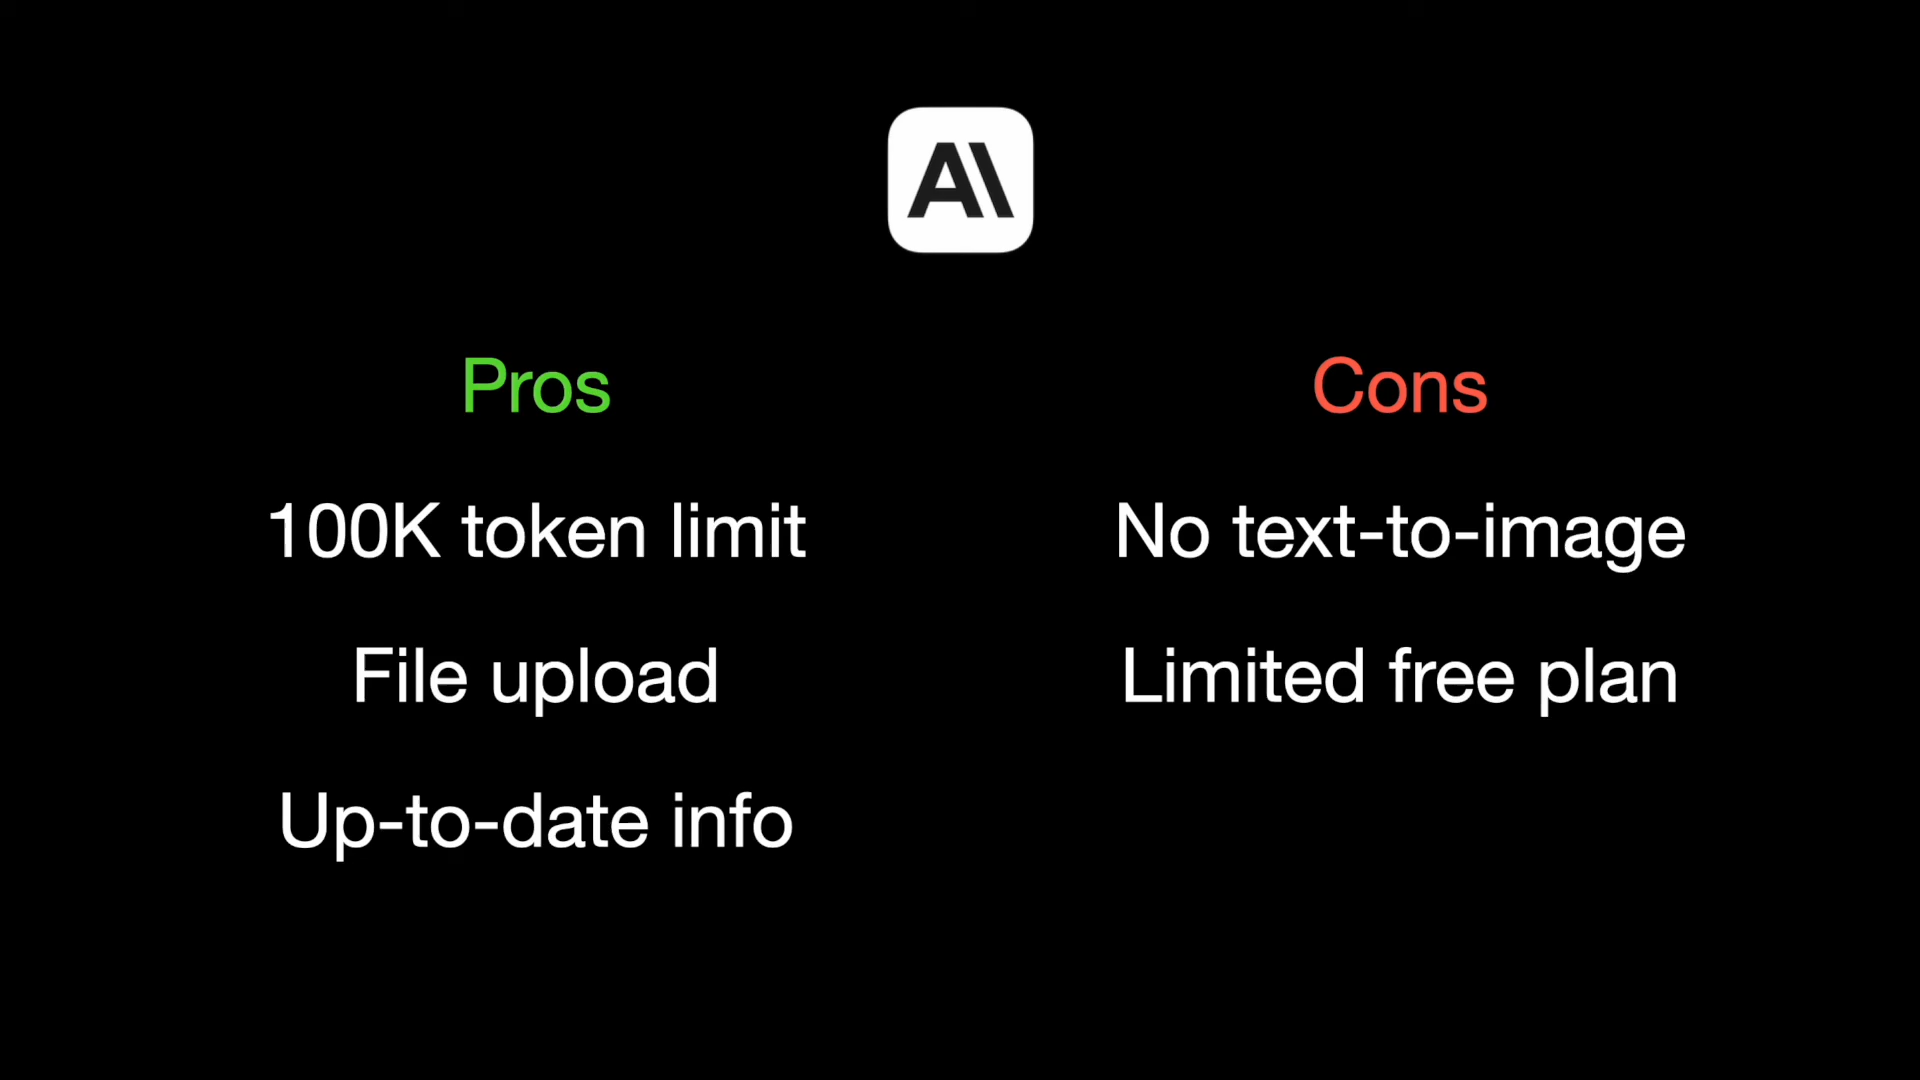 A\
Pros
Cons
100K token limit
No text-to-image
File upload
Limited free plan
Up-to-date info